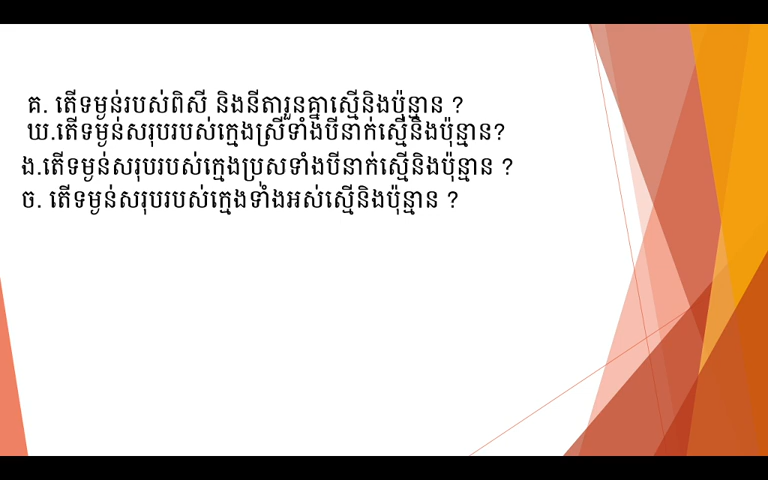 គ. តើទម្ងន់របស់ពិសី និងនីតារួនគ្នាស្មើនិងប៉ុន្មាន ?
ឃ.តើទម្ងន់សរុបរបស់ក្មេងស្រីទាំងបីនាក់ស្មើនិងប៉ុន្មាន?
ង.តើទម្ងន់សរុបរបស់ក្មេងប្រុសទាំងបីនាក់ស្មើនិងប៉ុន្មាន ?
ច. តើទម្ងន់សរុបរបស់ក្មេងទាំងអស់ស្មើនិងប៉ុន្មាន ?